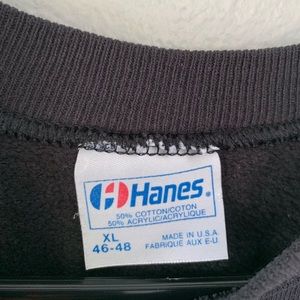 Hanes.
50% COTTON/COTON
50% ACRYLIC/ACRYLIQUE
XL
46-48
MADE IN U.S.A
FABRIQUE AUX E-U